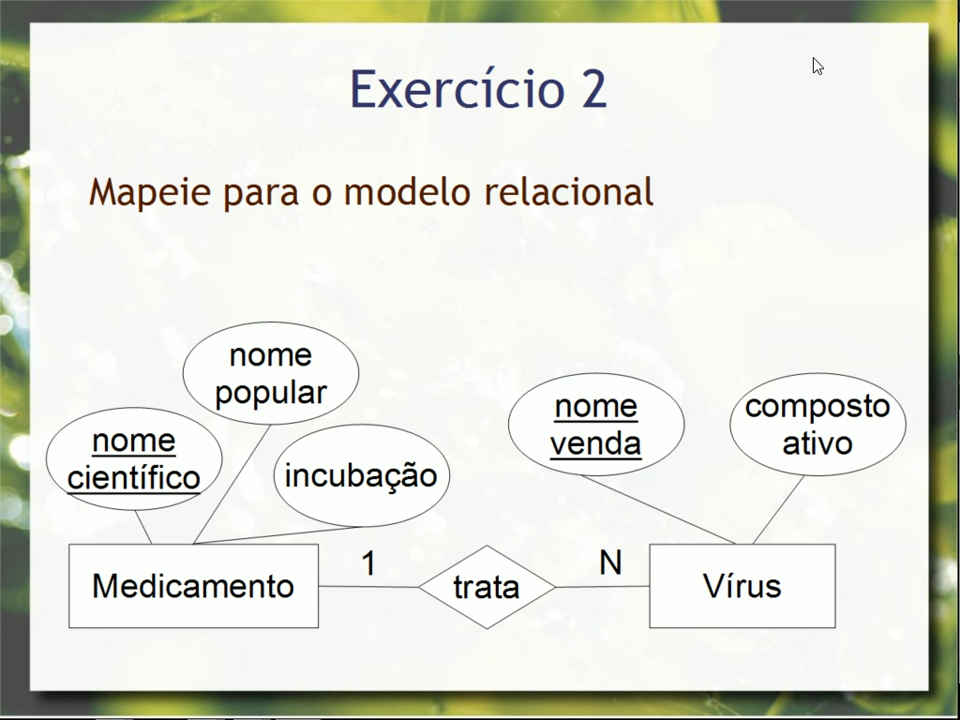 Exercício 2
Mapeie para o modelo relacional
nome
popular
nome
científico
incubação
nome
venda
composto
ativo
Medicamento
1
trata
N
Vírus